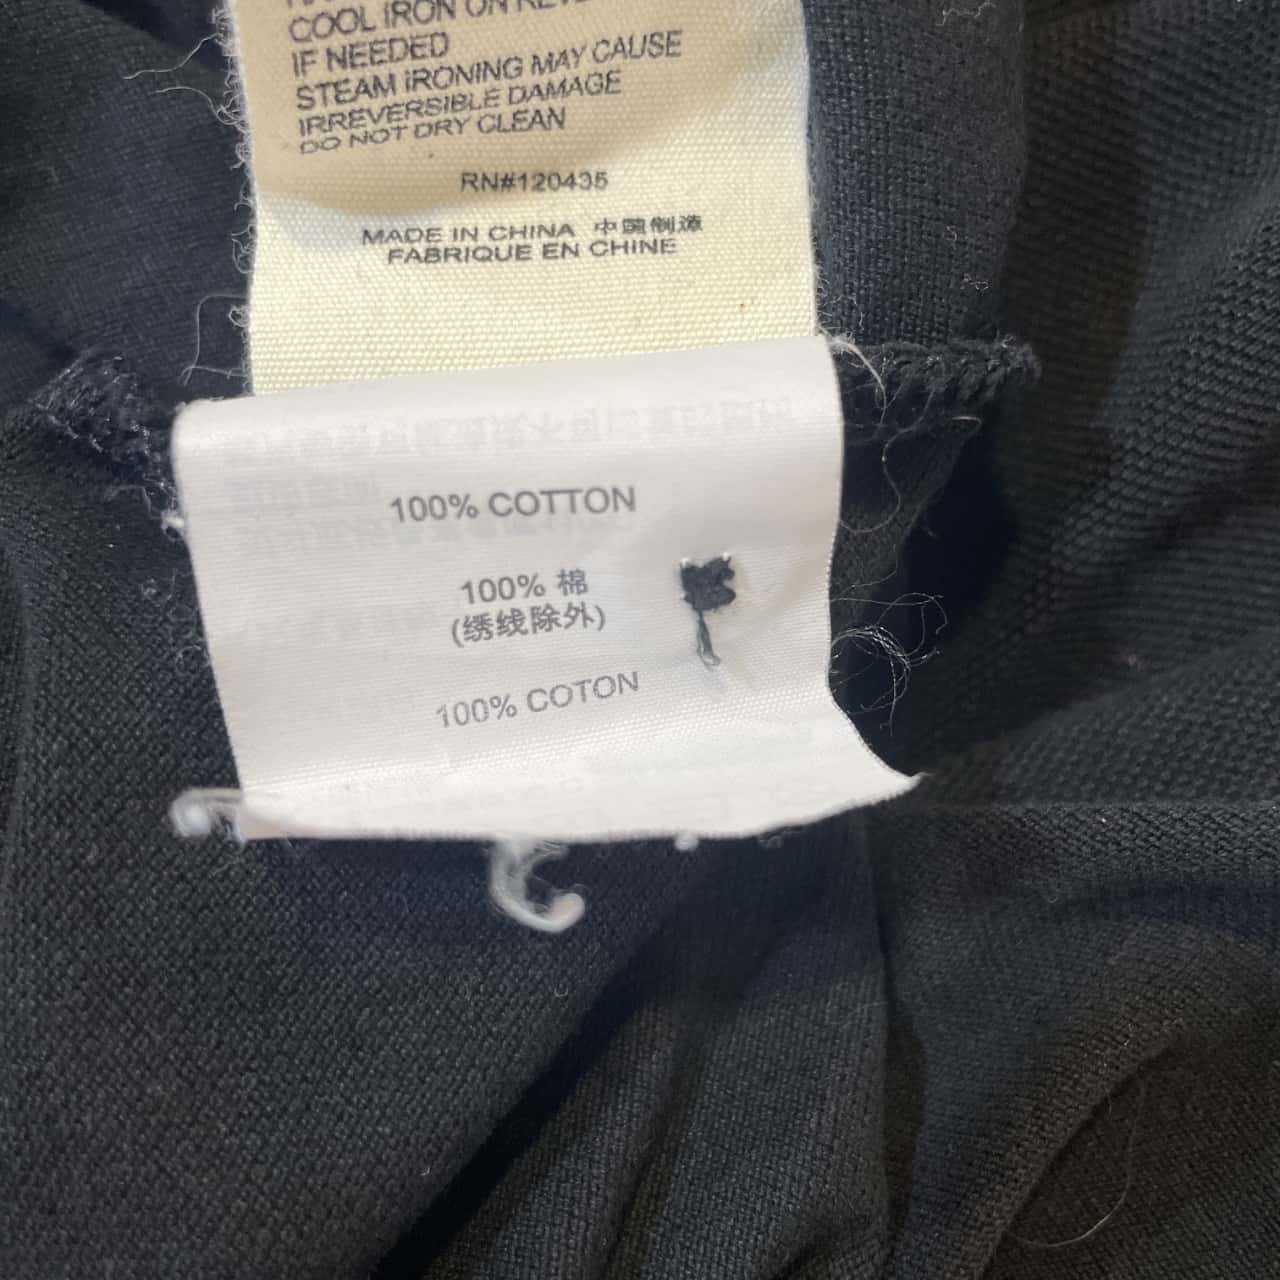 COOL IRON ON
IF NEEDED
STEAM IRONING MAY CAUSE
IRREVERSIBLE DAMAGE
DO NOT DRY CLEAN
RN#120435
MADE IN CHINA 中国制造
FABRIQUE EN CHINE
100% COTTON
100% 棉
(绣线除外)
100% COTON